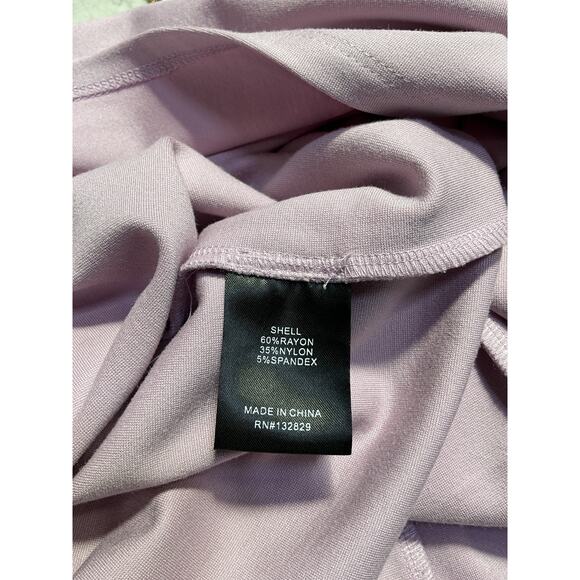 SHELL
60%RAYON
35%NYLON
5%SPANDEX
MADE IN CHINA
RN#132829